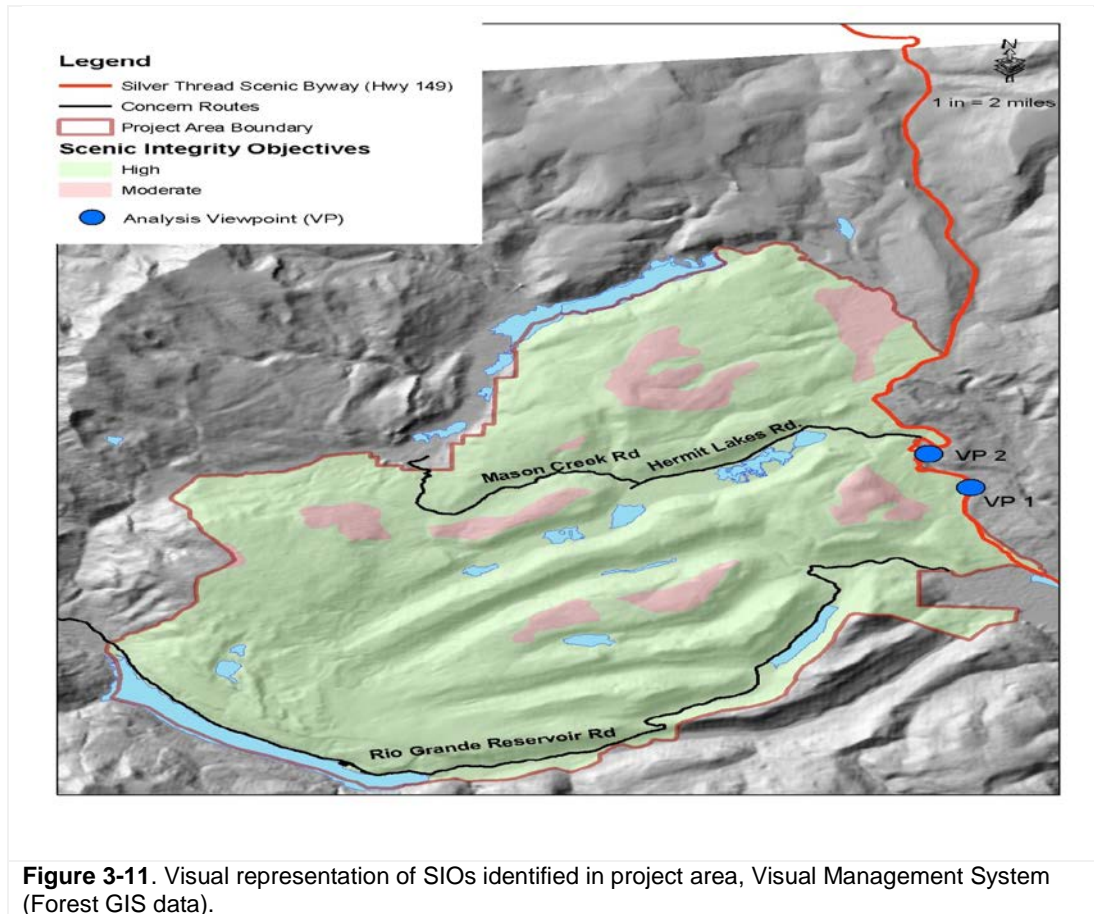 Legend
Silver Thread Scenic Byway (Hwy 149)
Concern Routes
Project Area Boundary
Scenic Integrity Objectives
High
Moderate
Analysis Viewpoint (VP)
N
1 in = 2 miles
Mason Creek Rd
Hermit Lakes Rd.
VP 2
VP 1
Rio Grande Reservoir Rd
Figure 3-11. Visual representation of SIOs identified in project area, Visual Management System
(Forest GIS data).